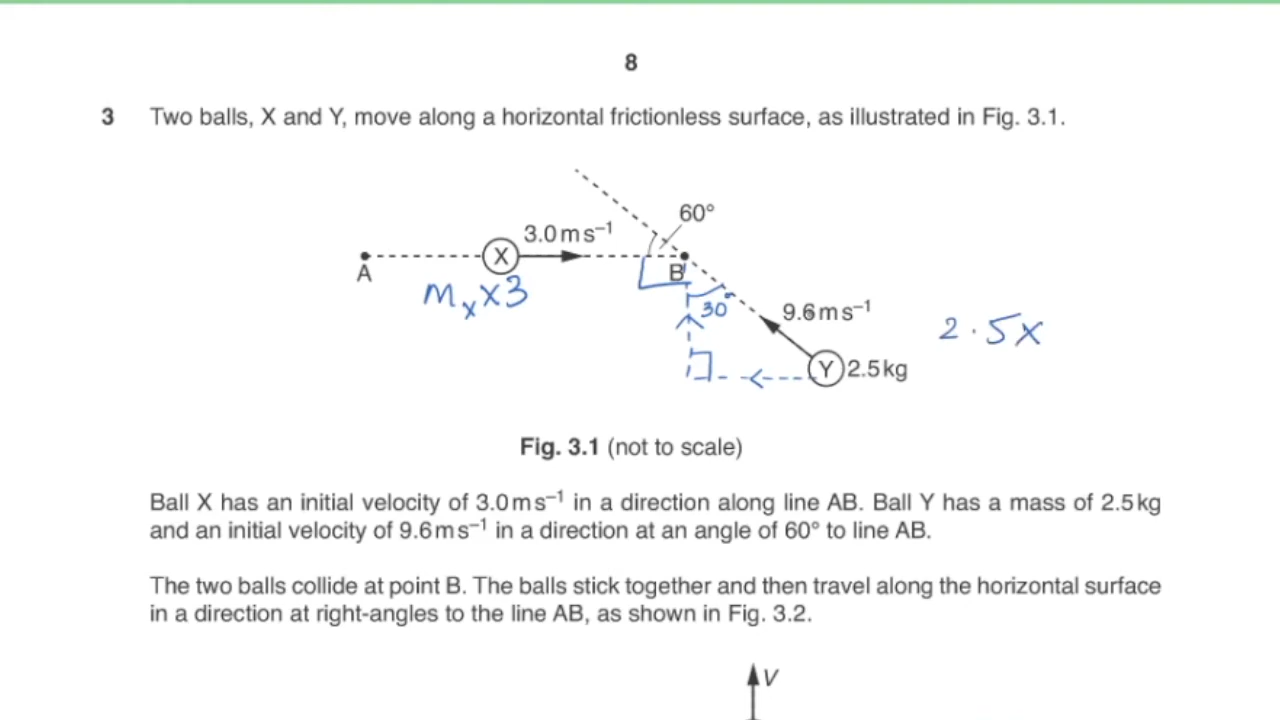 8
3 Two balls, X and Y, move along a horizontal frictionless surface, as illustrated in Fig. 3.1.
60°
3.0 m s⁻¹
X
A
B
mₓ×3
30°
9.6 m s⁻¹
2.5×
Y 2.5 kg
Fig. 3.1 (not to scale)
Ball X has an initial velocity of 3.0 m s⁻¹ in a direction along line AB. Ball Y has a mass of 2.5 kg
and an initial velocity of 9.6 m s⁻¹ in a direction at an angle of 60° to line AB.
The two balls collide at point B. The balls stick together and then travel along the horizontal surface
in a direction at right-angles to the line AB, as shown in Fig. 3.2.
V